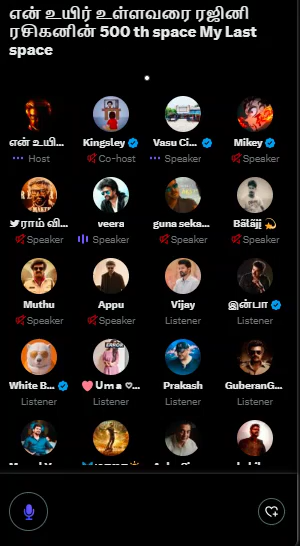 என் உயிர் உள்ளவரை ரஜினி
ரசிகனின் 500 th space My Last
space
என் உயி... Kingsley Vasu Ci... Mikey
Host Co-host Speaker Speaker
ராம் வி... veera guna seka... Bãlãjj
Speaker Speaker Speaker Speaker
Muthu Appu Vijay இன்பா
Speaker Speaker Listener Listener
White B... U m a ... Prakash GuberanG...
Listener Listener Listener Listener